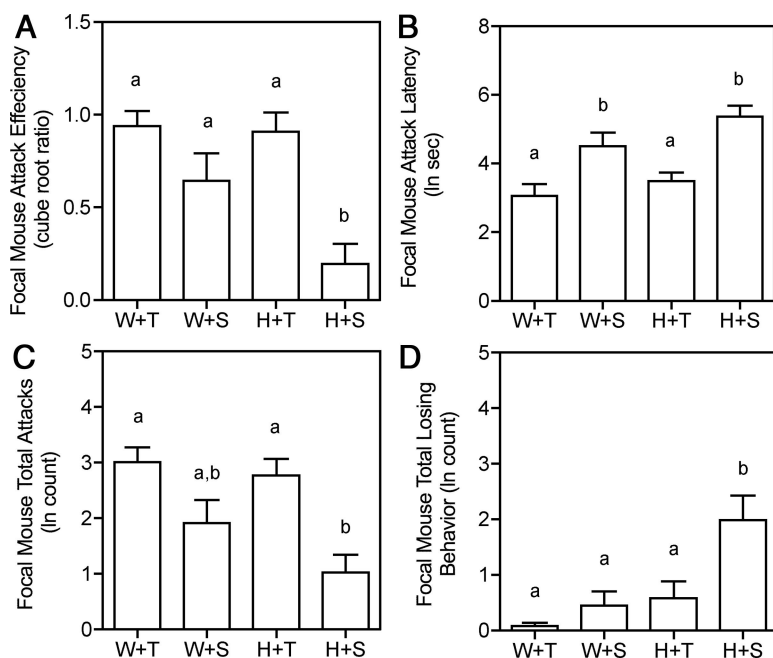 A
Focal Mouse Attack Effeciency
(cube root ratio)
1.5
1.0
0.5
0.0
a
a
a
b
W+T
W+S
H+T
H+S
B
Focal Mouse Attack Latency
(ln sec)
8
6
4
2
0
a
b
a
b
W+T
W+S
H+T
H+S
C
Focal Mouse Total Attacks
(ln count)
5
4
3
2
1
0
a
a,b
a
b
W+T
W+S
H+T
H+S
D
Focal Mouse Total Losing
Behavior (ln count)
5
4
3
2
1
0
a
a
a
b
W+T
W+S
H+T
H+S